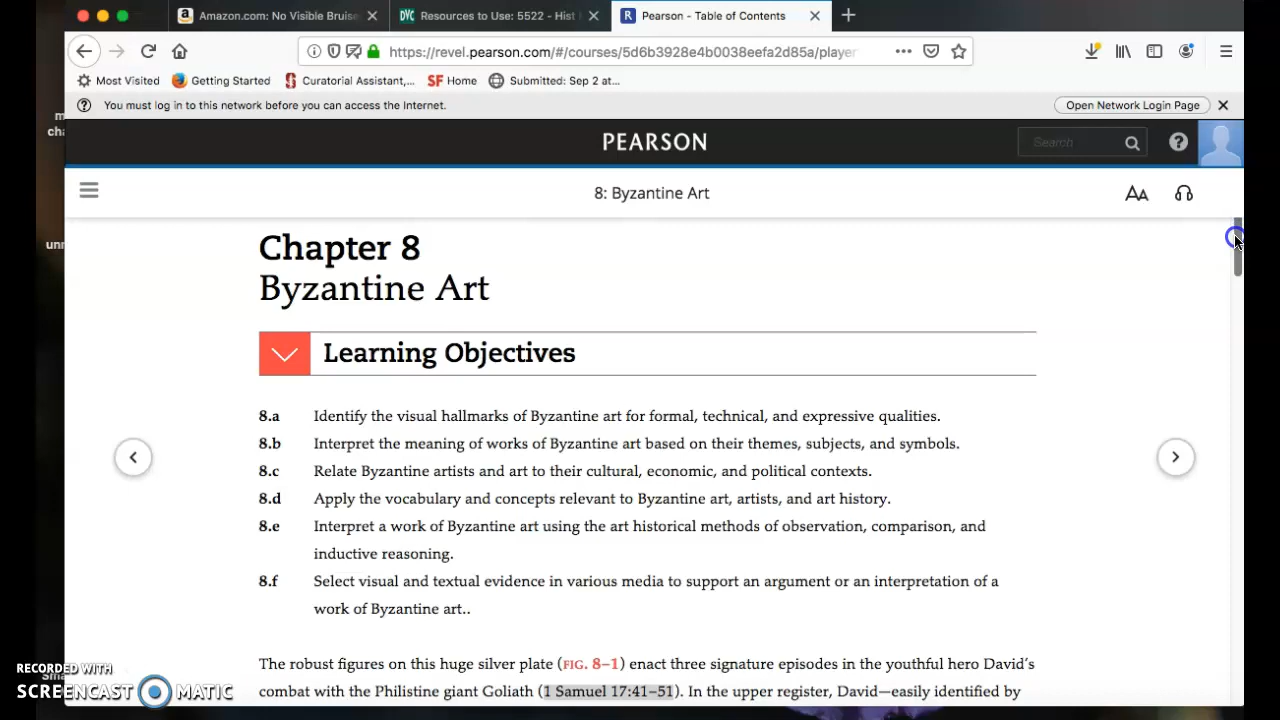 Amazon.com: No Visible Bruise
DVC Resources to Use: 5522 - Hist
R Pearson - Table of Contents
https://revel.pearson.com/#/courses/5d6b3928e4b0038eefa2d85a/player
Most Visited Getting Started Curatorial Assistant,... SF Home Submitted: Sep 2 at...
You must log in to this network before you can access the Internet. Open Network Login Page
PEARSON
Search
8: Byzantine Art
AA
Chapter 8
Byzantine Art
Learning Objectives
8.a Identify the visual hallmarks of Byzantine art for formal, technical, and expressive qualities.
8.b Interpret the meaning of works of Byzantine art based on their themes, subjects, and symbols.
8.c Relate Byzantine artists and art to their cultural, economic, and political contexts.
8.d Apply the vocabulary and concepts relevant to Byzantine art, artists, and art history.
8.e Interpret a work of Byzantine art using the art historical methods of observation, comparison, and
inductive reasoning.
8.f Select visual and textual evidence in various media to support an argument or an interpretation of a
work of Byzantine art..
The robust figures on this huge silver plate (FIG. 8–1) enact three signature episodes in the youthful hero David's
combat with the Philistine giant Goliath (1 Samuel 17:41–51). In the upper register, David—easily identified by
RECORDED WITH
SCREENCAST MATIC